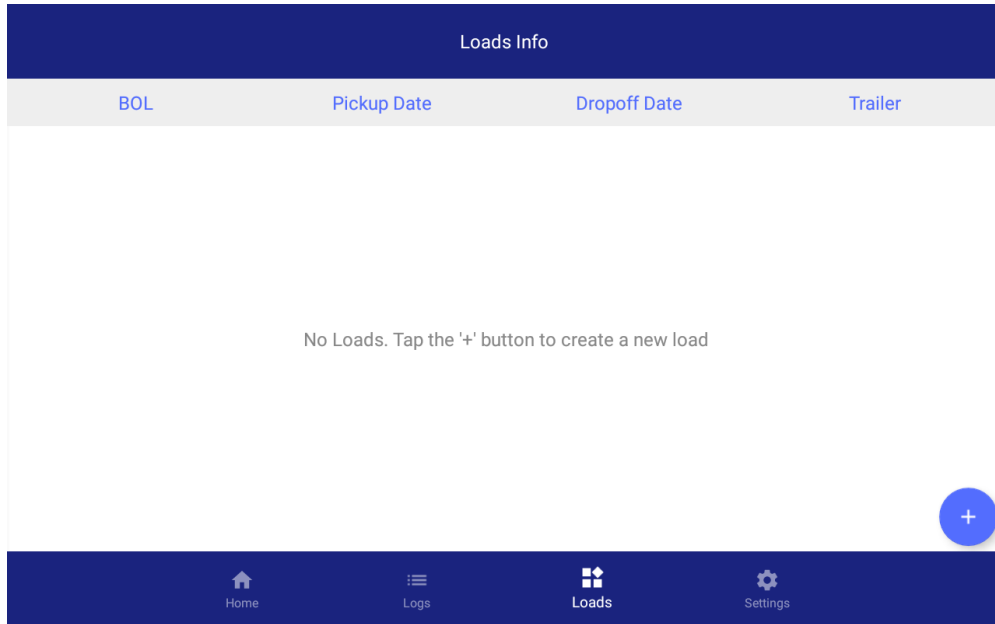 Loads Info
BOL Pickup Date Dropoff Date Trailer
No Loads. Tap the '+' button to create a new load
+
Home Logs Loads Settings